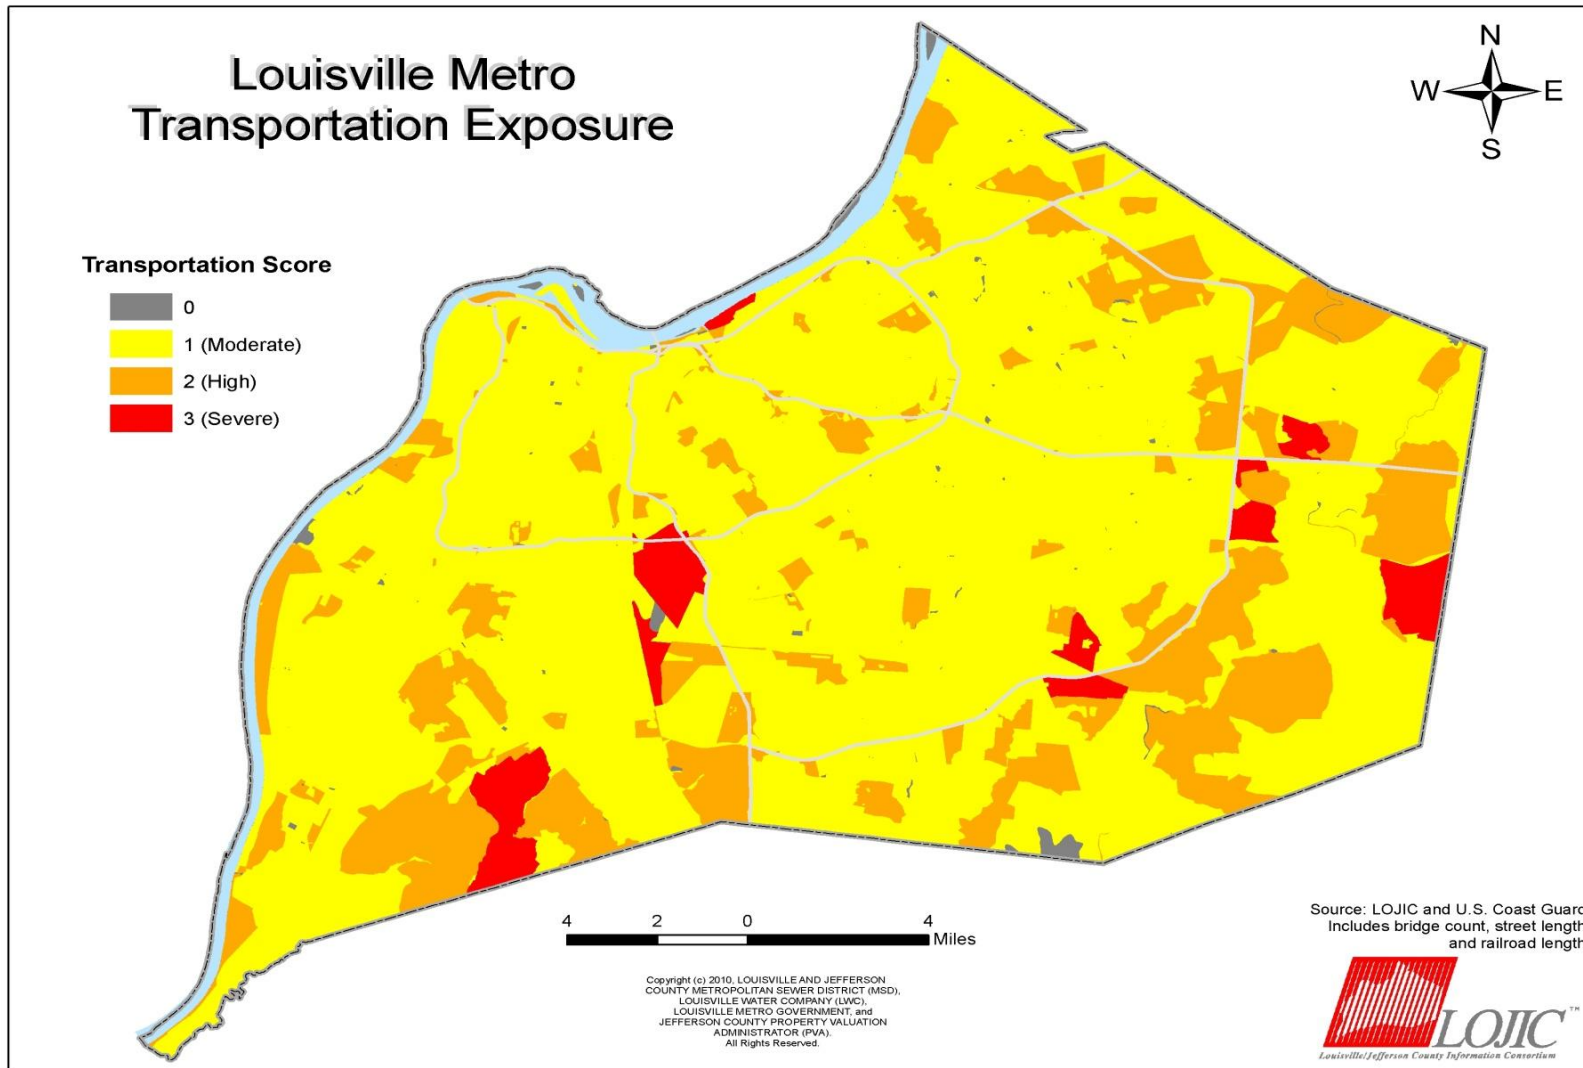 Louisville Metro
Transportation Exposure
N
W E
S
Transportation Score
0
1 (Moderate)
2 (High)
3 (Severe)
4 2 0 4
Miles
Source: LOJIC and U.S. Coast Guard
Includes bridge count, street length
and railroad length
Copyright (c) 2010, LOUISVILLE AND JEFFERSON
COUNTY METROPOLITAN SEWER DISTRICT (MSD),
LOUISVILLE WATER COMPANY (LWC),
LOUISVILLE METRO GOVERNMENT, and
JEFFERSON COUNTY PROPERTY VALUATION
ADMINISTRATOR (PVA).
All Rights Reserved.
LOJIC™
Louisville/Jefferson County Information Consortium